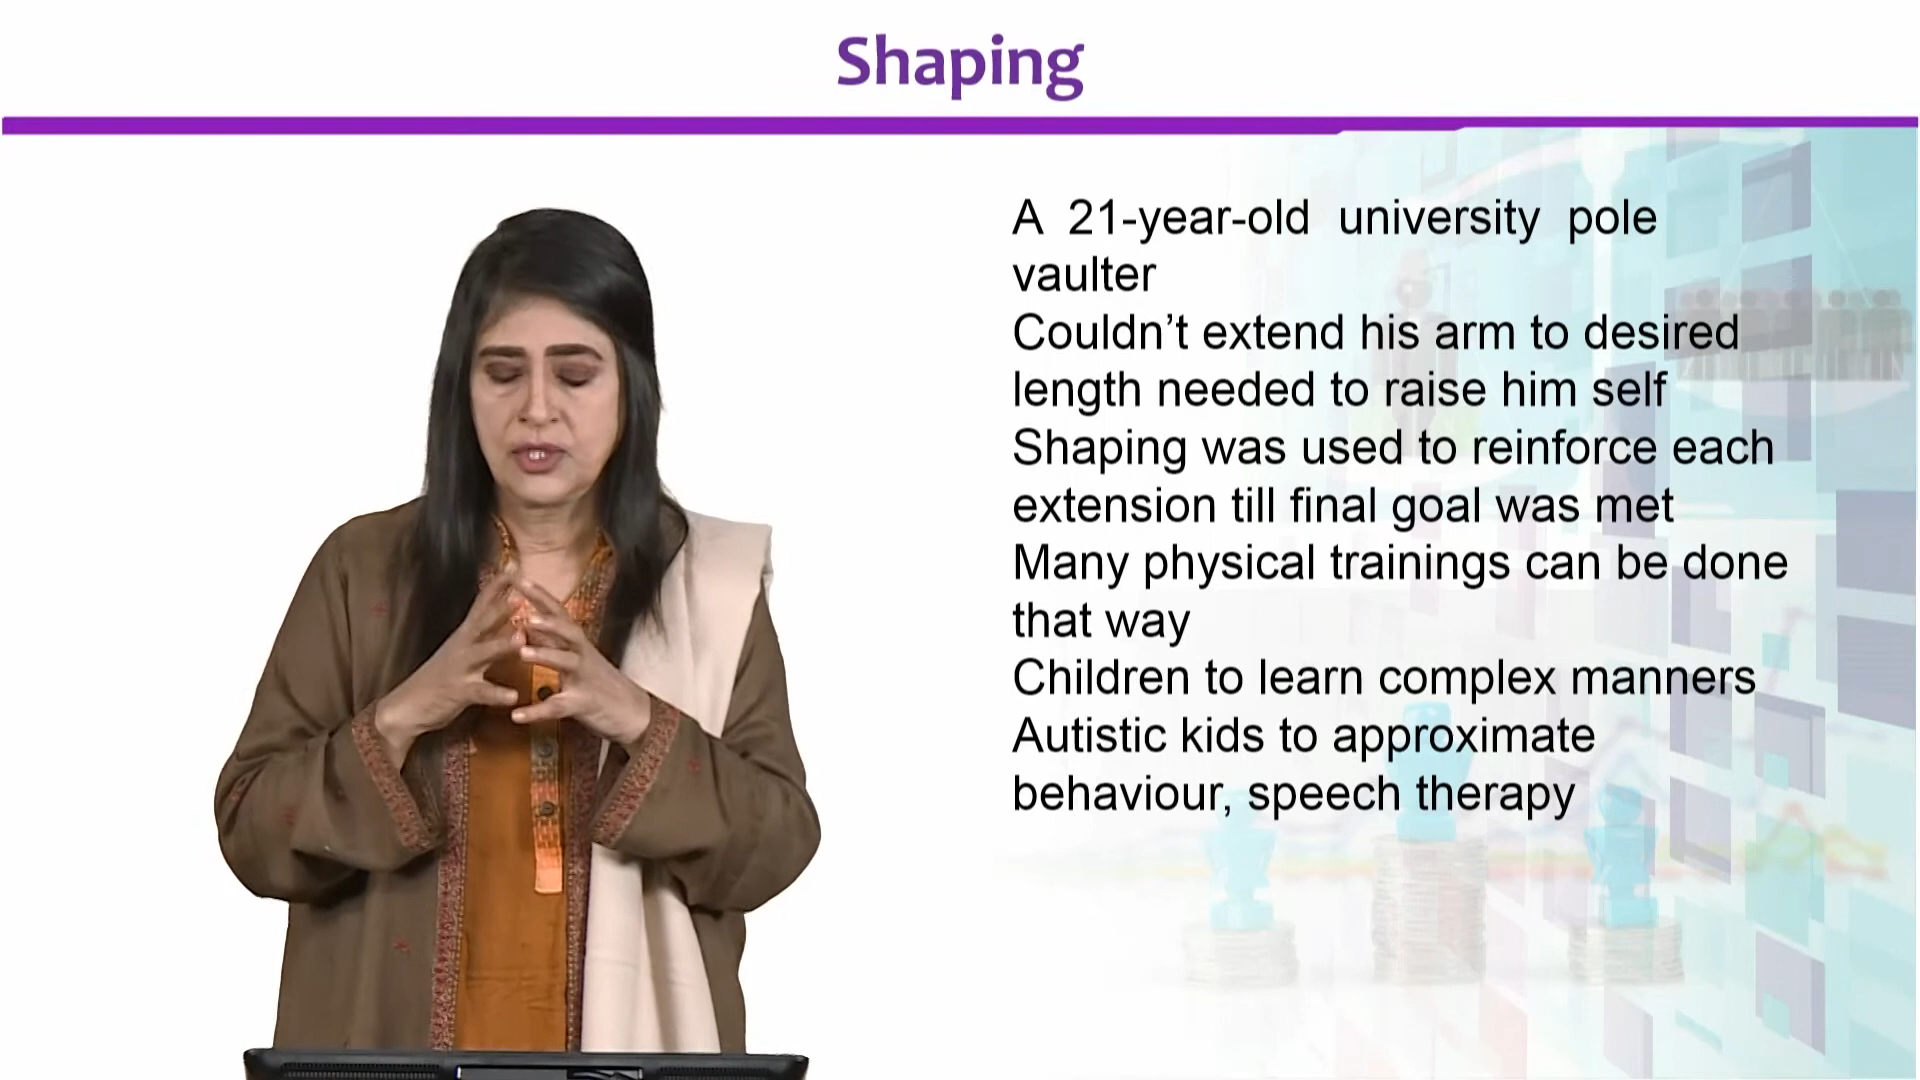 Shaping
A 21-year-old university pole
vaulter
Couldn’t extend his arm to desired
length needed to raise him self
Shaping was used to reinforce each
extension till final goal was met
Many physical trainings can be done
that way
Children to learn complex manners
Autistic kids to approximate
behaviour, speech therapy